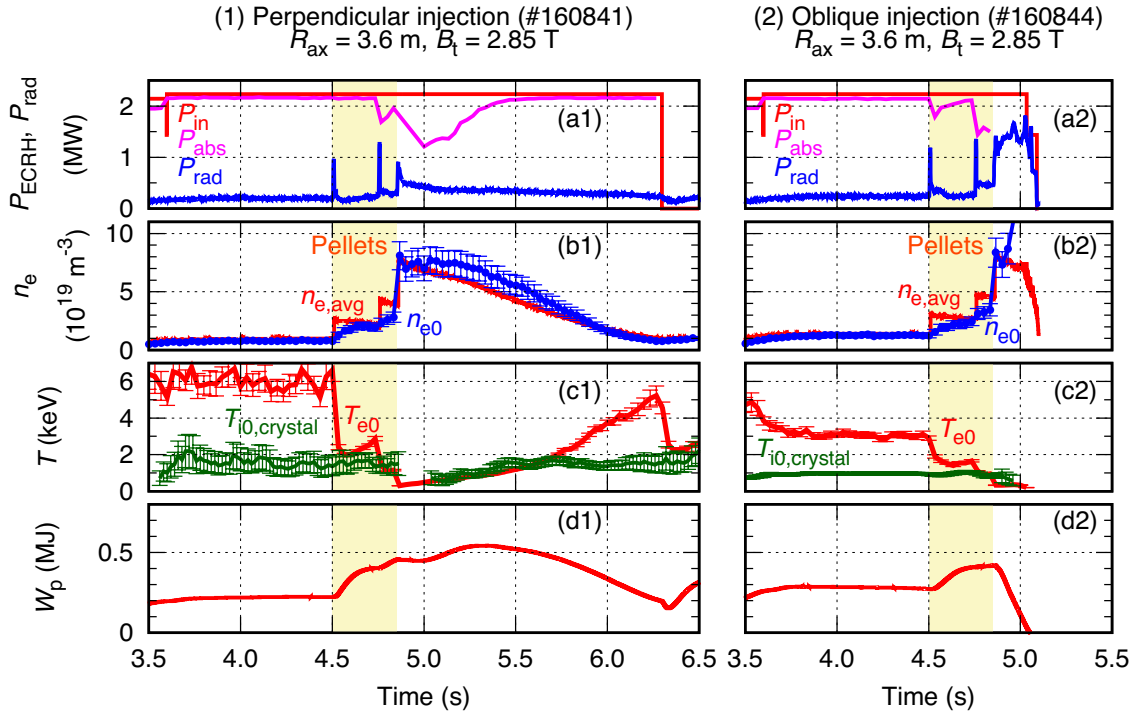 (1) Perpendicular injection (#160841)
R_ax = 3.6 m, B_t = 2.85 T
(2) Oblique injection (#160844)
R_ax = 3.6 m, B_t = 2.85 T
P_ECRH, P_rad
(MW)
2
1
0
P_in
P_abs
P_rad
(a1)
P_in
P_abs
P_rad
(a2)
n_e
(10^19 m^-3)
10
5
0
Pellets
n_e,avg
n_e0
(b1)
Pellets
n_e,avg
n_e0
(b2)
T (keV)
6
4
2
0
T_i0,crystal
T_e0
(c1)
T_e0
T_i0,crystal
(c2)
W_p (MJ)
0.5
0
(d1)
(d2)
3.5 4.0 4.5 5.0 5.5 6.0 6.5
3.5 4.0 4.5 5.0 5.5
Time (s)
Time (s)